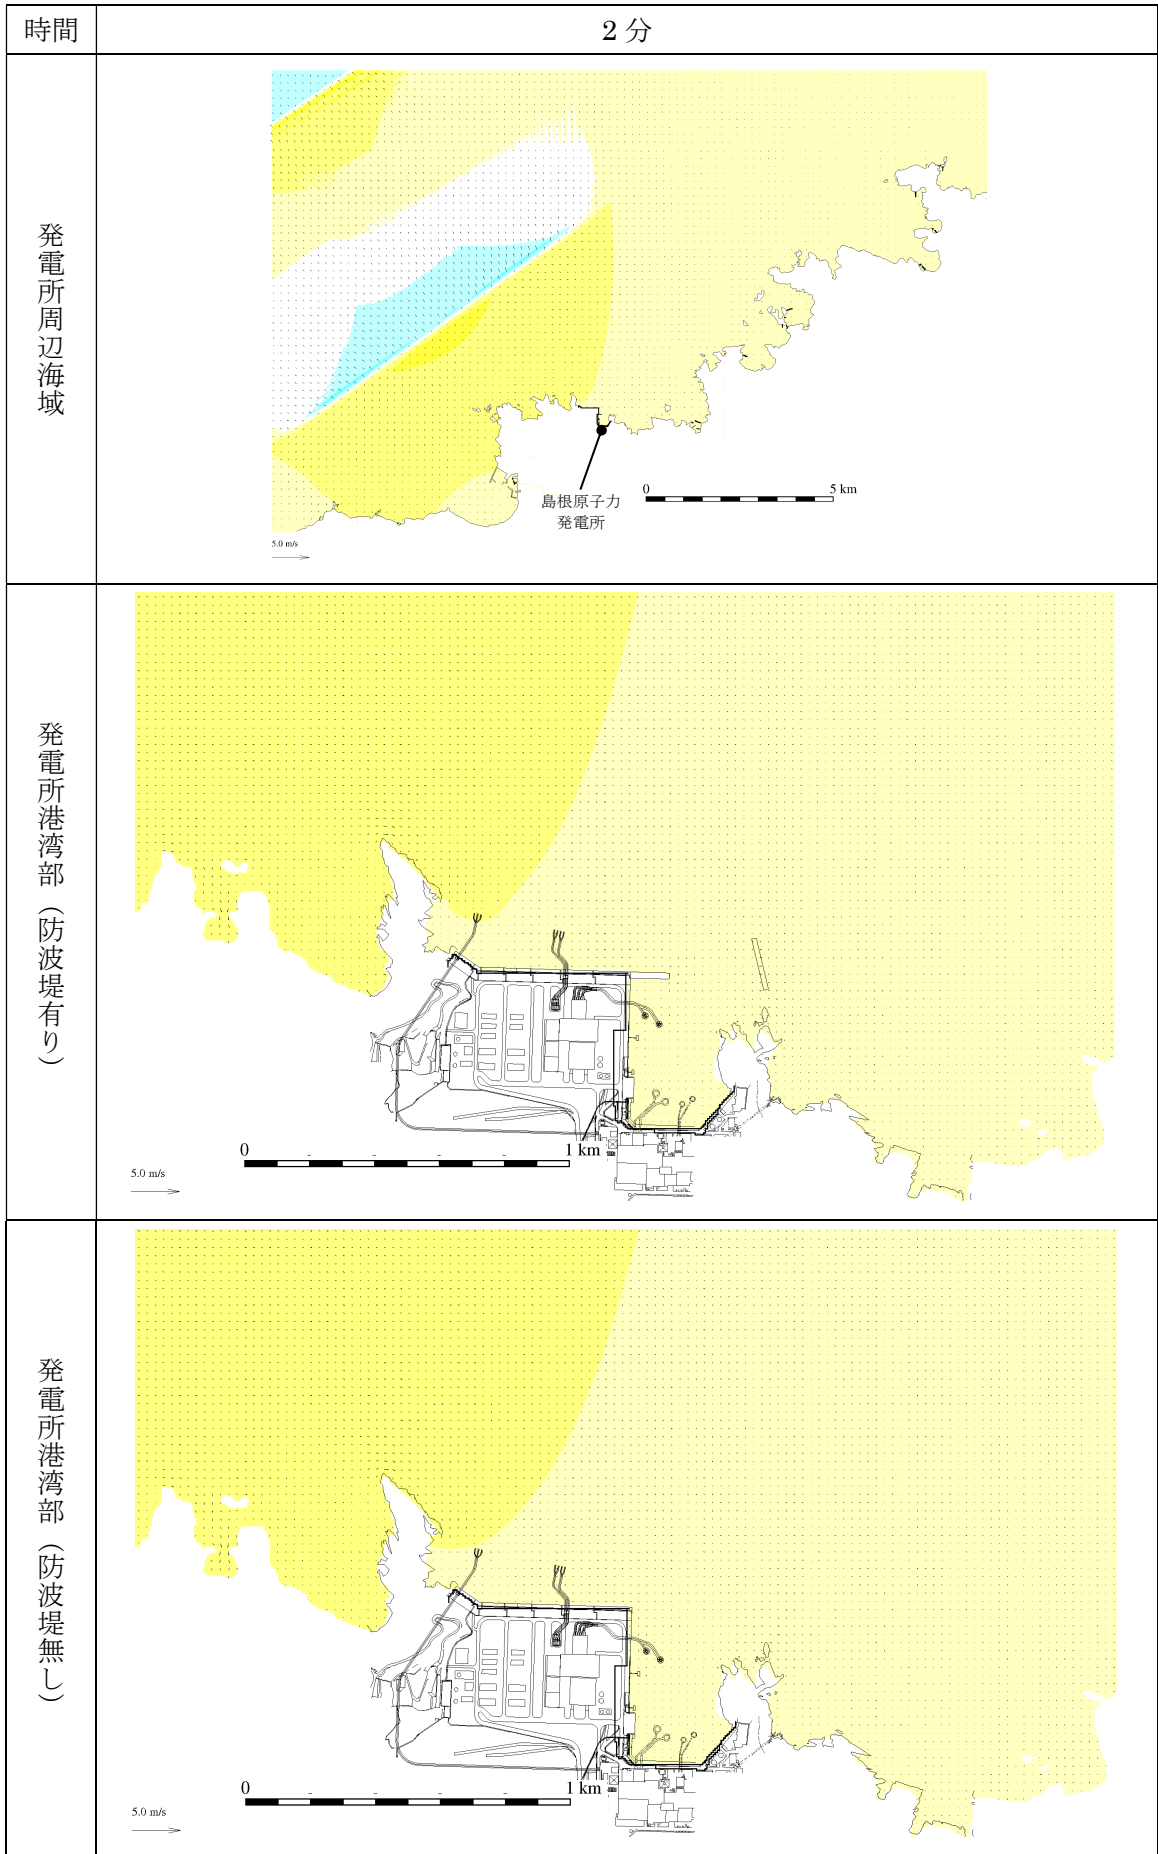 時間
2 分
発電所周辺海域
島根原子力
発電所
0
5 km
5.0 m/s
発電所港湾部（防波堤有り）
0
1 km
5.0 m/s
発電所港湾部（防波堤無し）
0
1 km
5.0 m/s